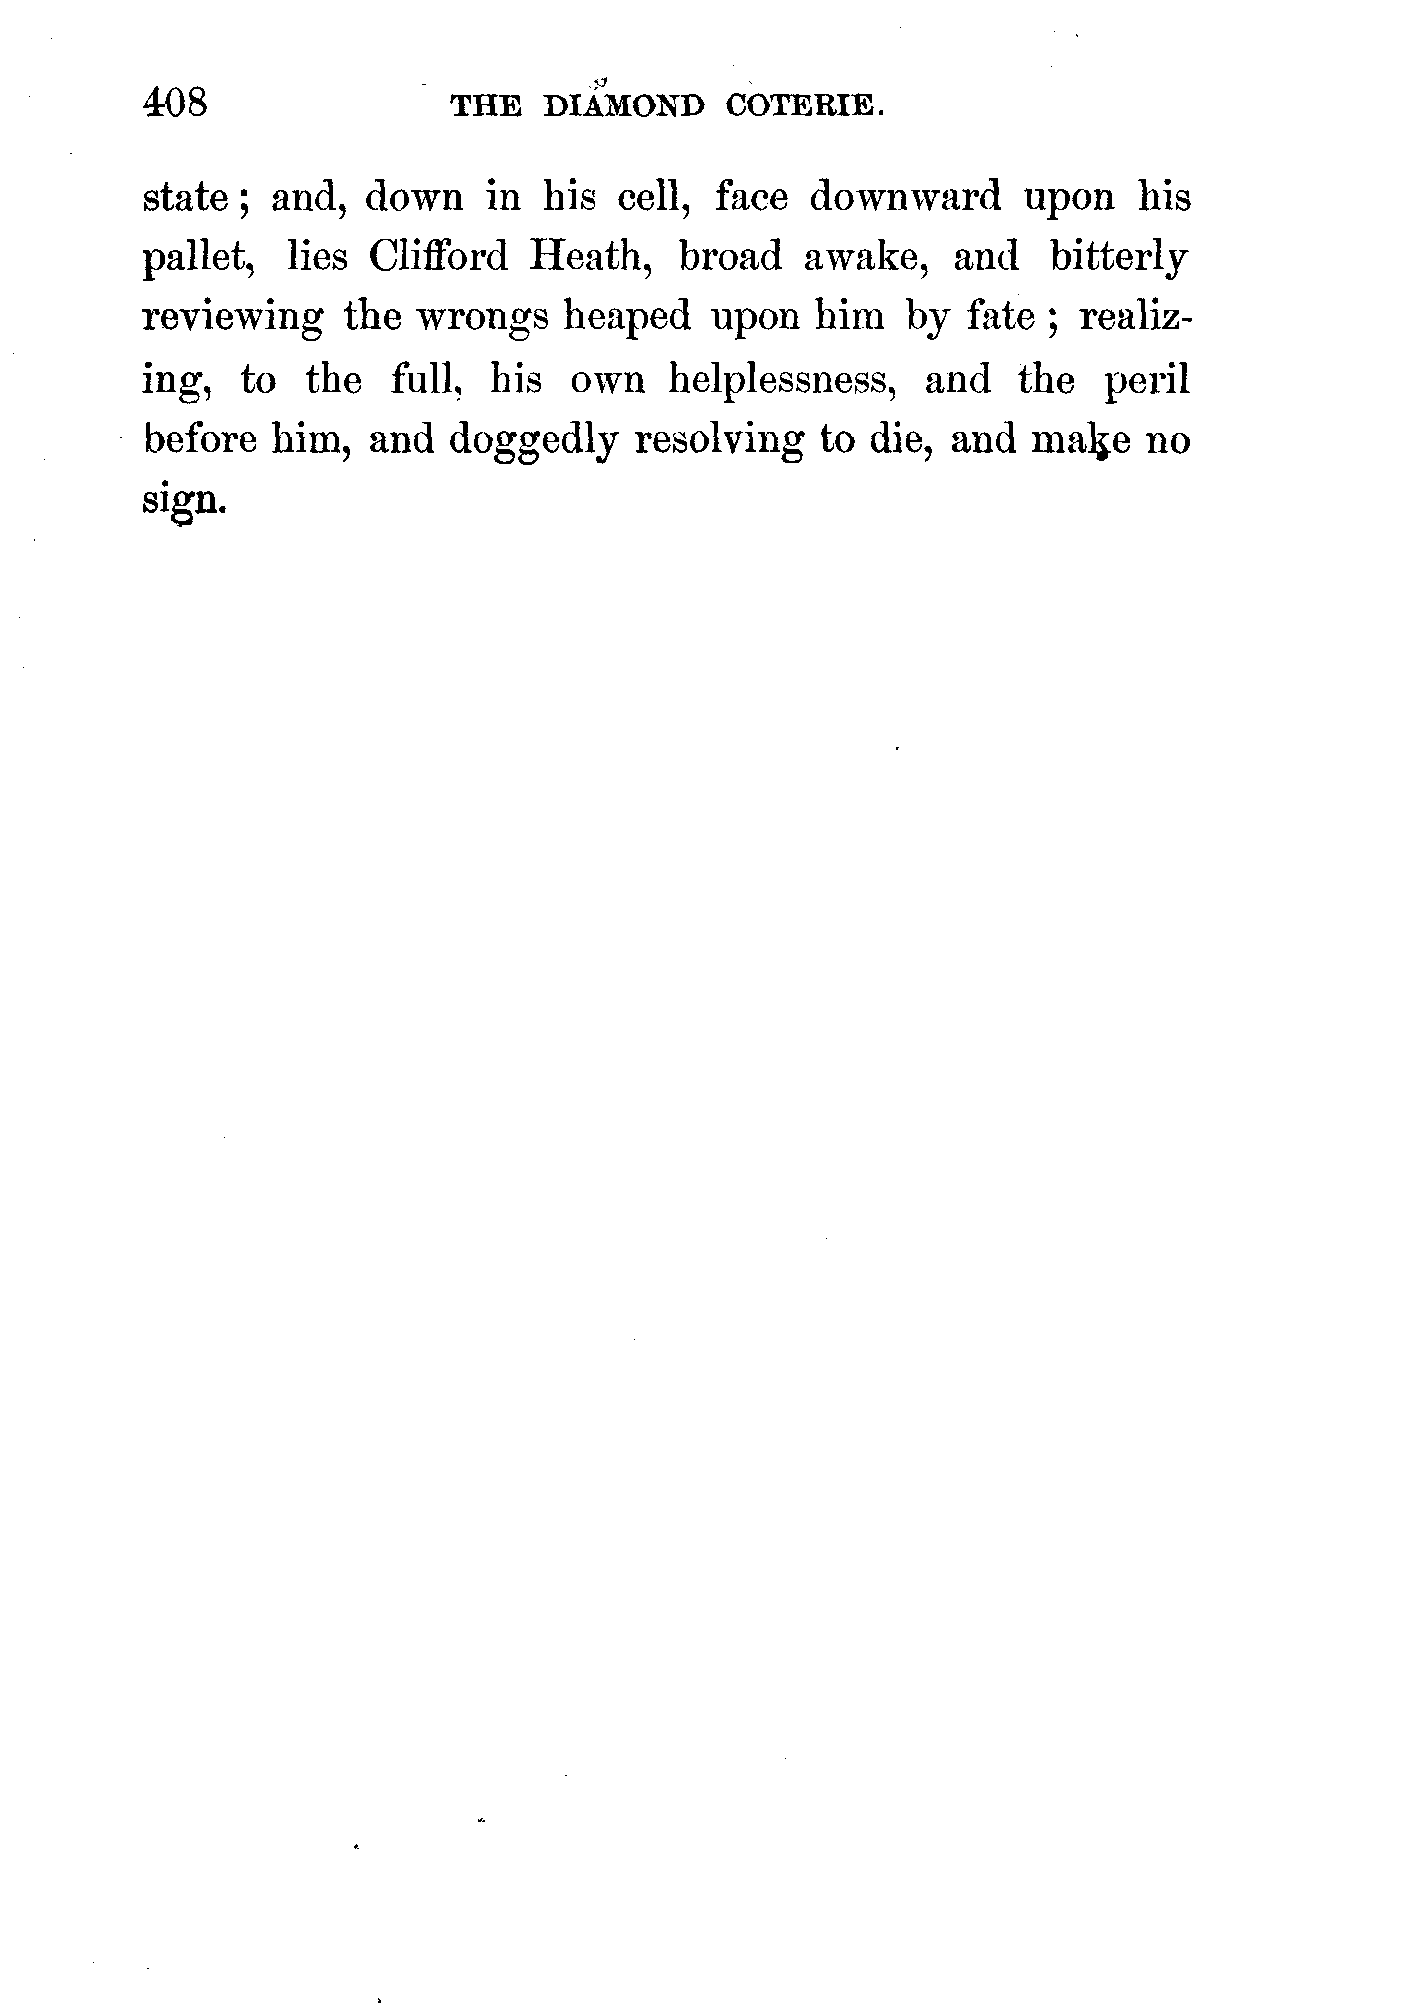 408 THE DIAMOND COTERIE.
state; and, down in his cell, face downward upon his
pallet, lies Clifford Heath, broad awake, and bitterly
reviewing the wrongs heaped upon him by fate; realiz-
ing, to the full, his own helplessness, and the peril
before him, and doggedly resolving to die, and make no
sign.